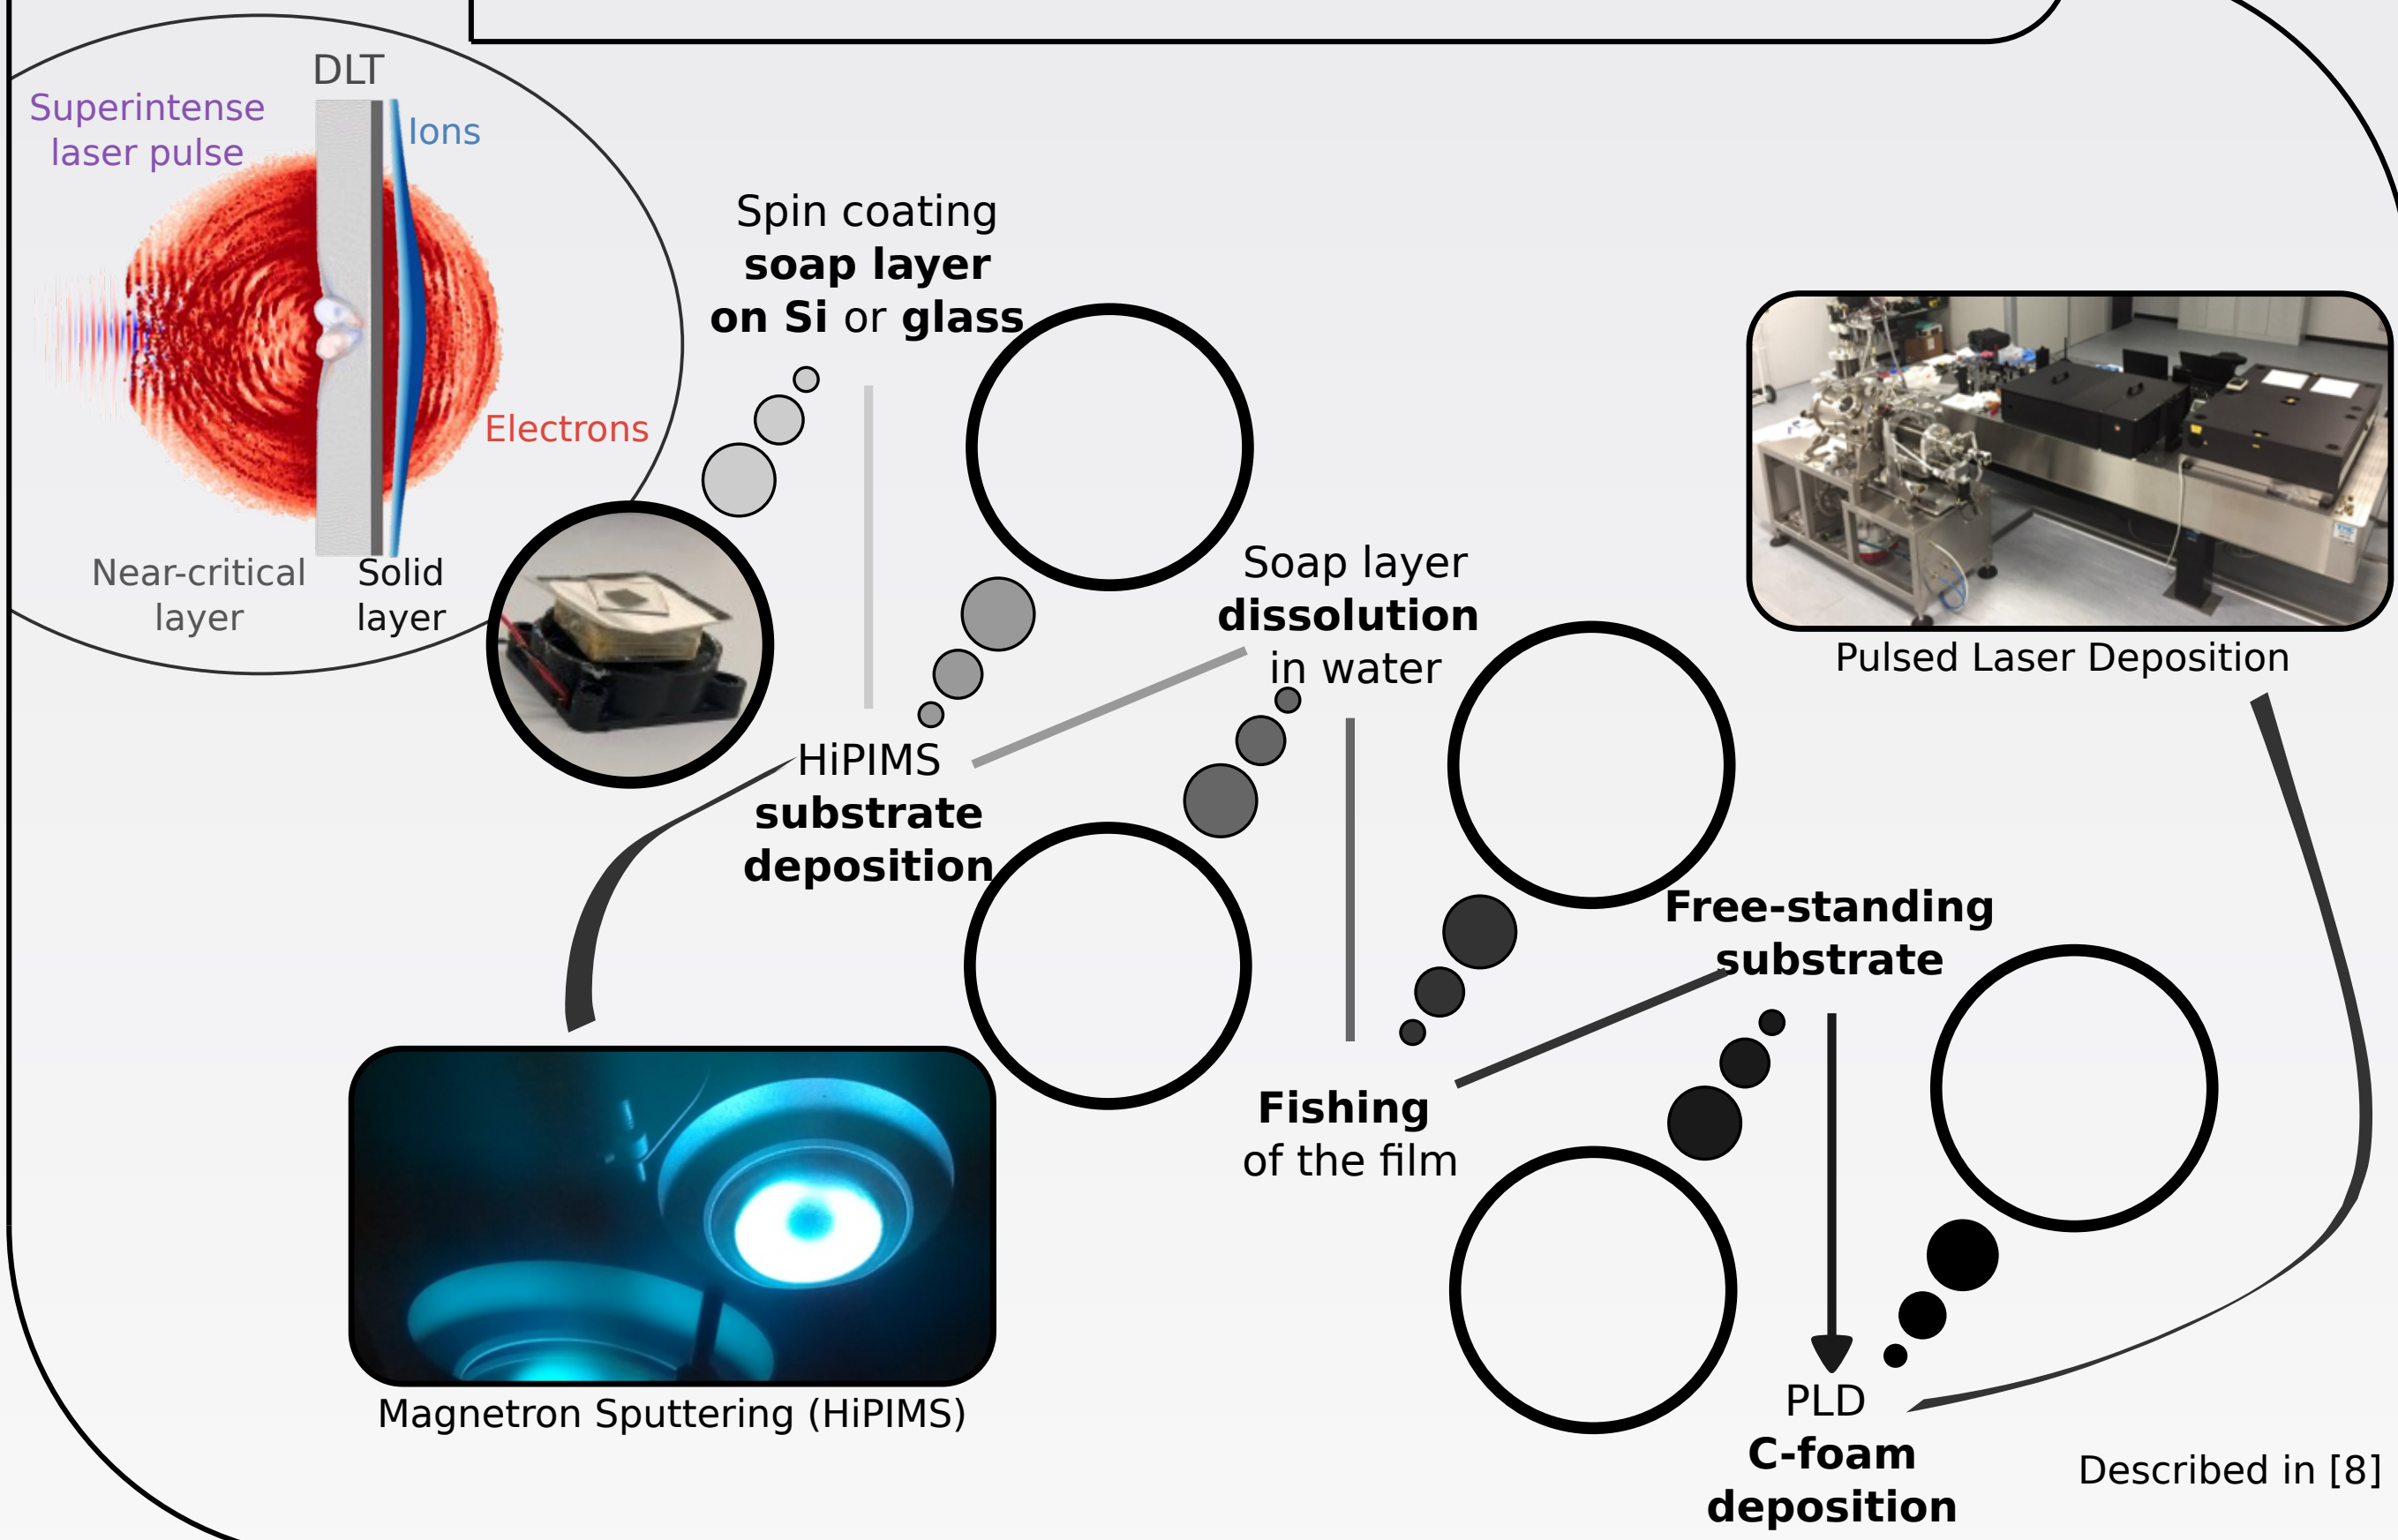 DLT
Superintense
laser pulse
Ions
Electrons
Near-critical
layer
Solid
layer
Spin coating
soap layer
on Si or glass
HiPIMS
substrate
deposition
Soap layer
dissolution
in water
Fishing
of the film
Free-standing
substrate
PLD
C-foam
deposition
Pulsed Laser Deposition
Magnetron Sputtering (HiPIMS)
Described in [8]